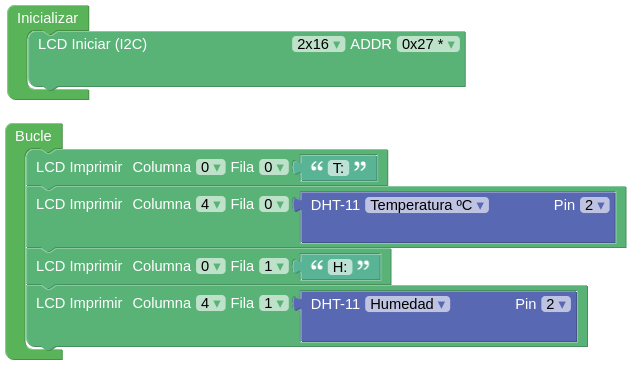 Inicializar
LCD Iniciar (I2C) 2x16 ▾ ADDR 0x27 * ▾
Bucle
LCD Imprimir Columna 0 ▾ Fila 0 ▾ “ T: ”
LCD Imprimir Columna 4 ▾ Fila 0 ▾ DHT-11 Temperatura ºC ▾ Pin 2 ▾
LCD Imprimir Columna 0 ▾ Fila 1 ▾ “ H: ”
LCD Imprimir Columna 4 ▾ Fila 1 ▾ DHT-11 Humedad ▾ Pin 2 ▾